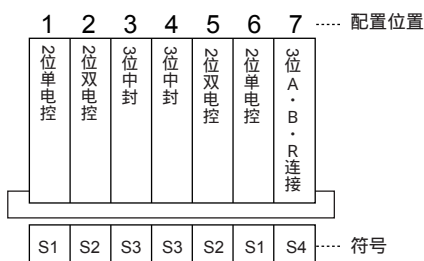 1 2 3 4 5 6 7 ..... 配置位置
2位单电控
2位双电控
3位中封
3位中封
2位双电控
2位单电控
3位A·B·R连接
S1 S2 S3 S3 S2 S1 S4 ..... 符号